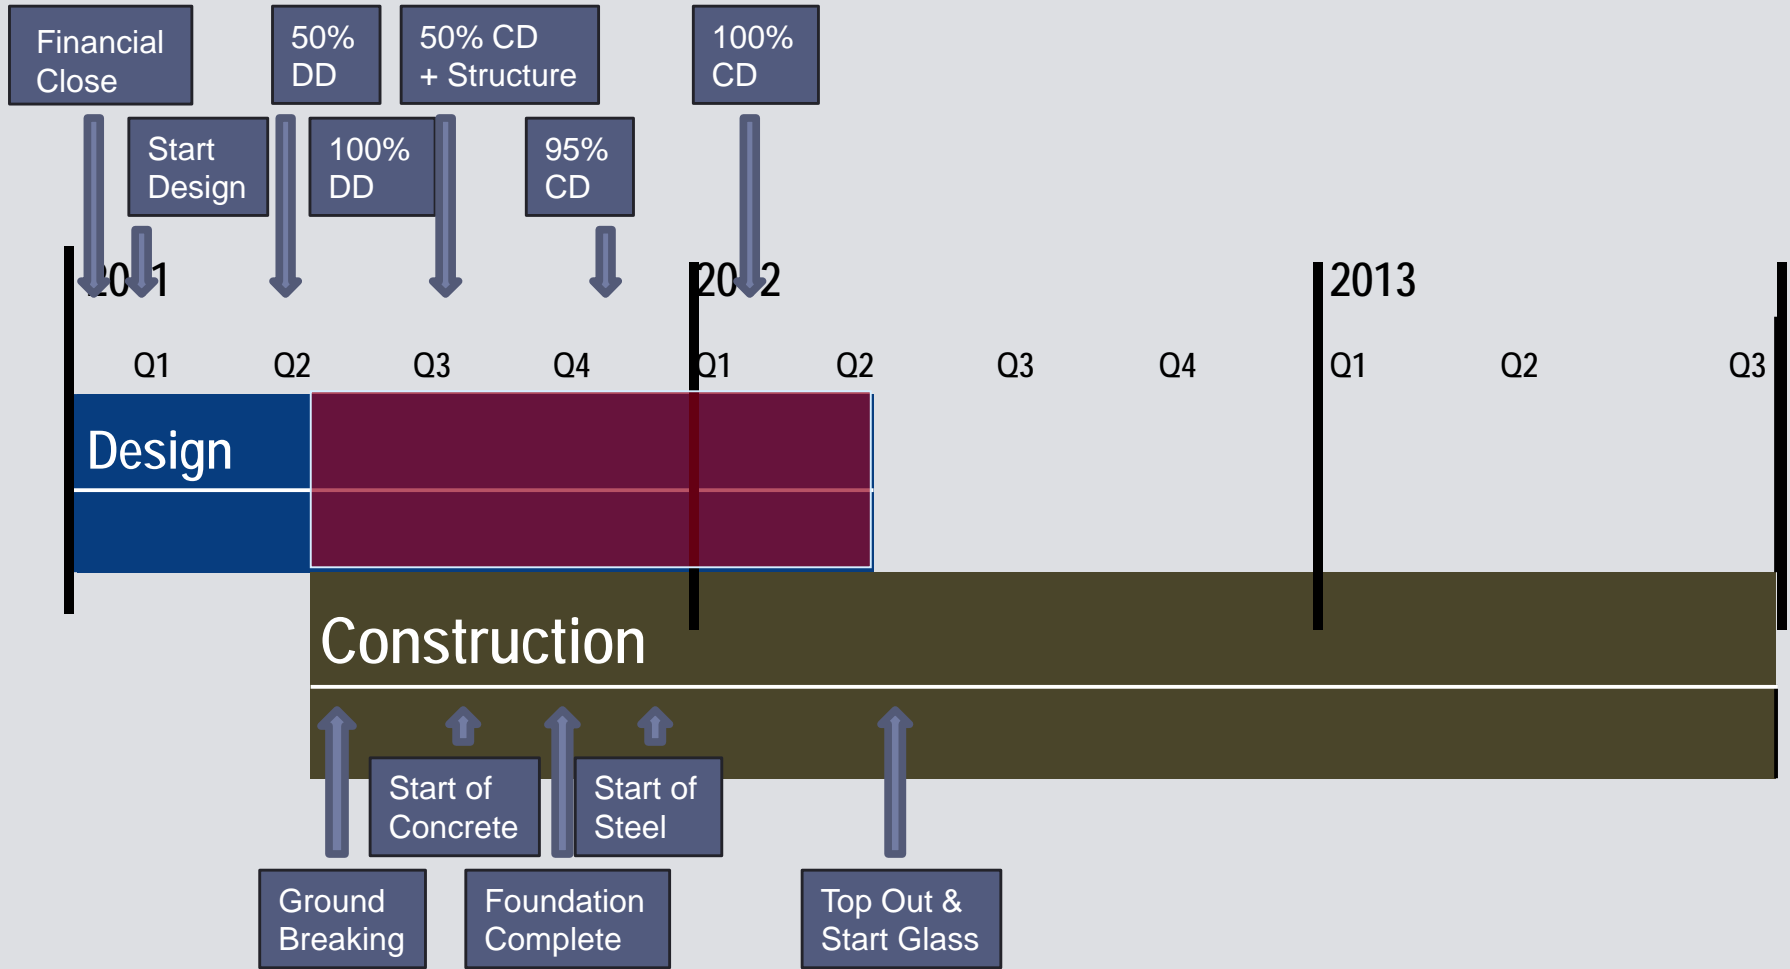 Financial
Close
50%
DD
50% CD
+ Structure
100%
CD
Start
Design
100%
DD
95%
CD
2011
2012
2013
Q1 Q2 Q3 Q4 Q1 Q2 Q3 Q4 Q1 Q2 Q3
Design
Construction
Start of
Concrete
Start of
Steel
Ground
Breaking
Foundation
Complete
Top Out &
Start Glass